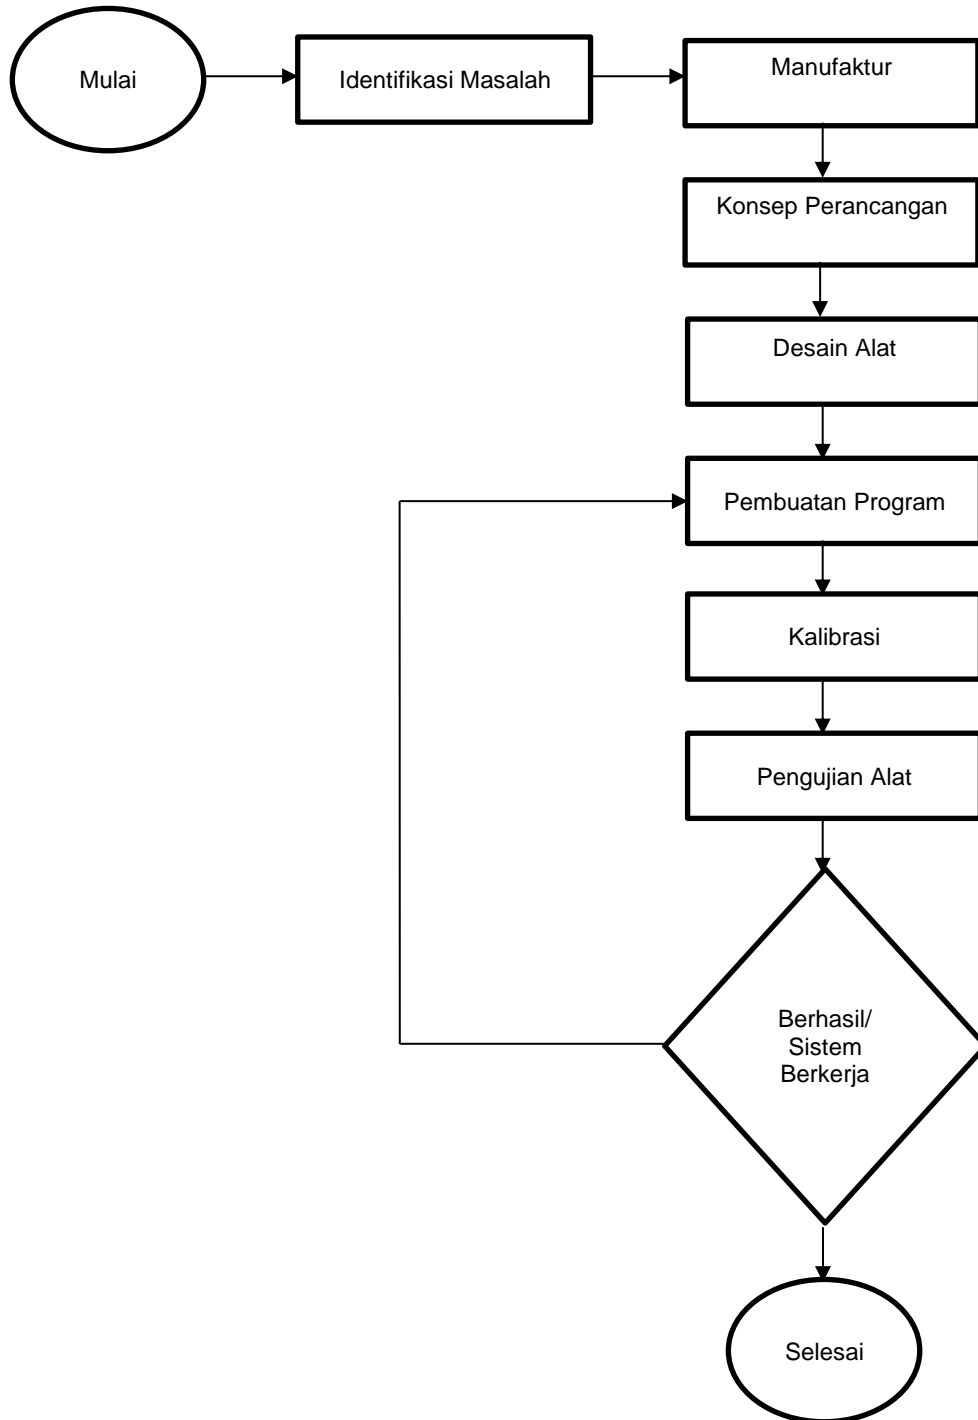 Mulai
Identifikasi Masalah
Manufaktur
Konsep Perancangan
Desain Alat
Pembuatan Program
Kalibrasi
Pengujian Alat
Berhasil/
Sistem
Berkerja
Selesai